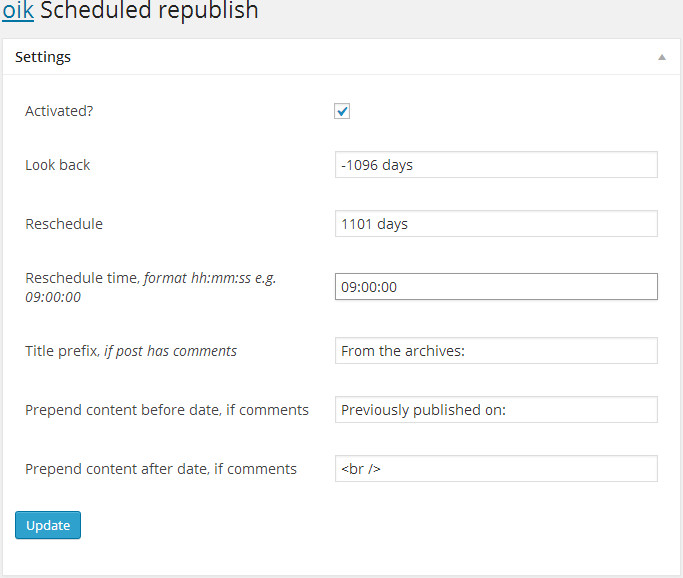 oik Scheduled republish
Settings
Activated?
Look back
-1096 days
Reschedule
1101 days
Reschedule time, format hh:mm:ss e.g.
09:00:00
09:00:00
Title prefix, if post has comments
From the archives:
Prepend content before date, if comments
Previously published on:
Prepend content after date, if comments
<br />
Update